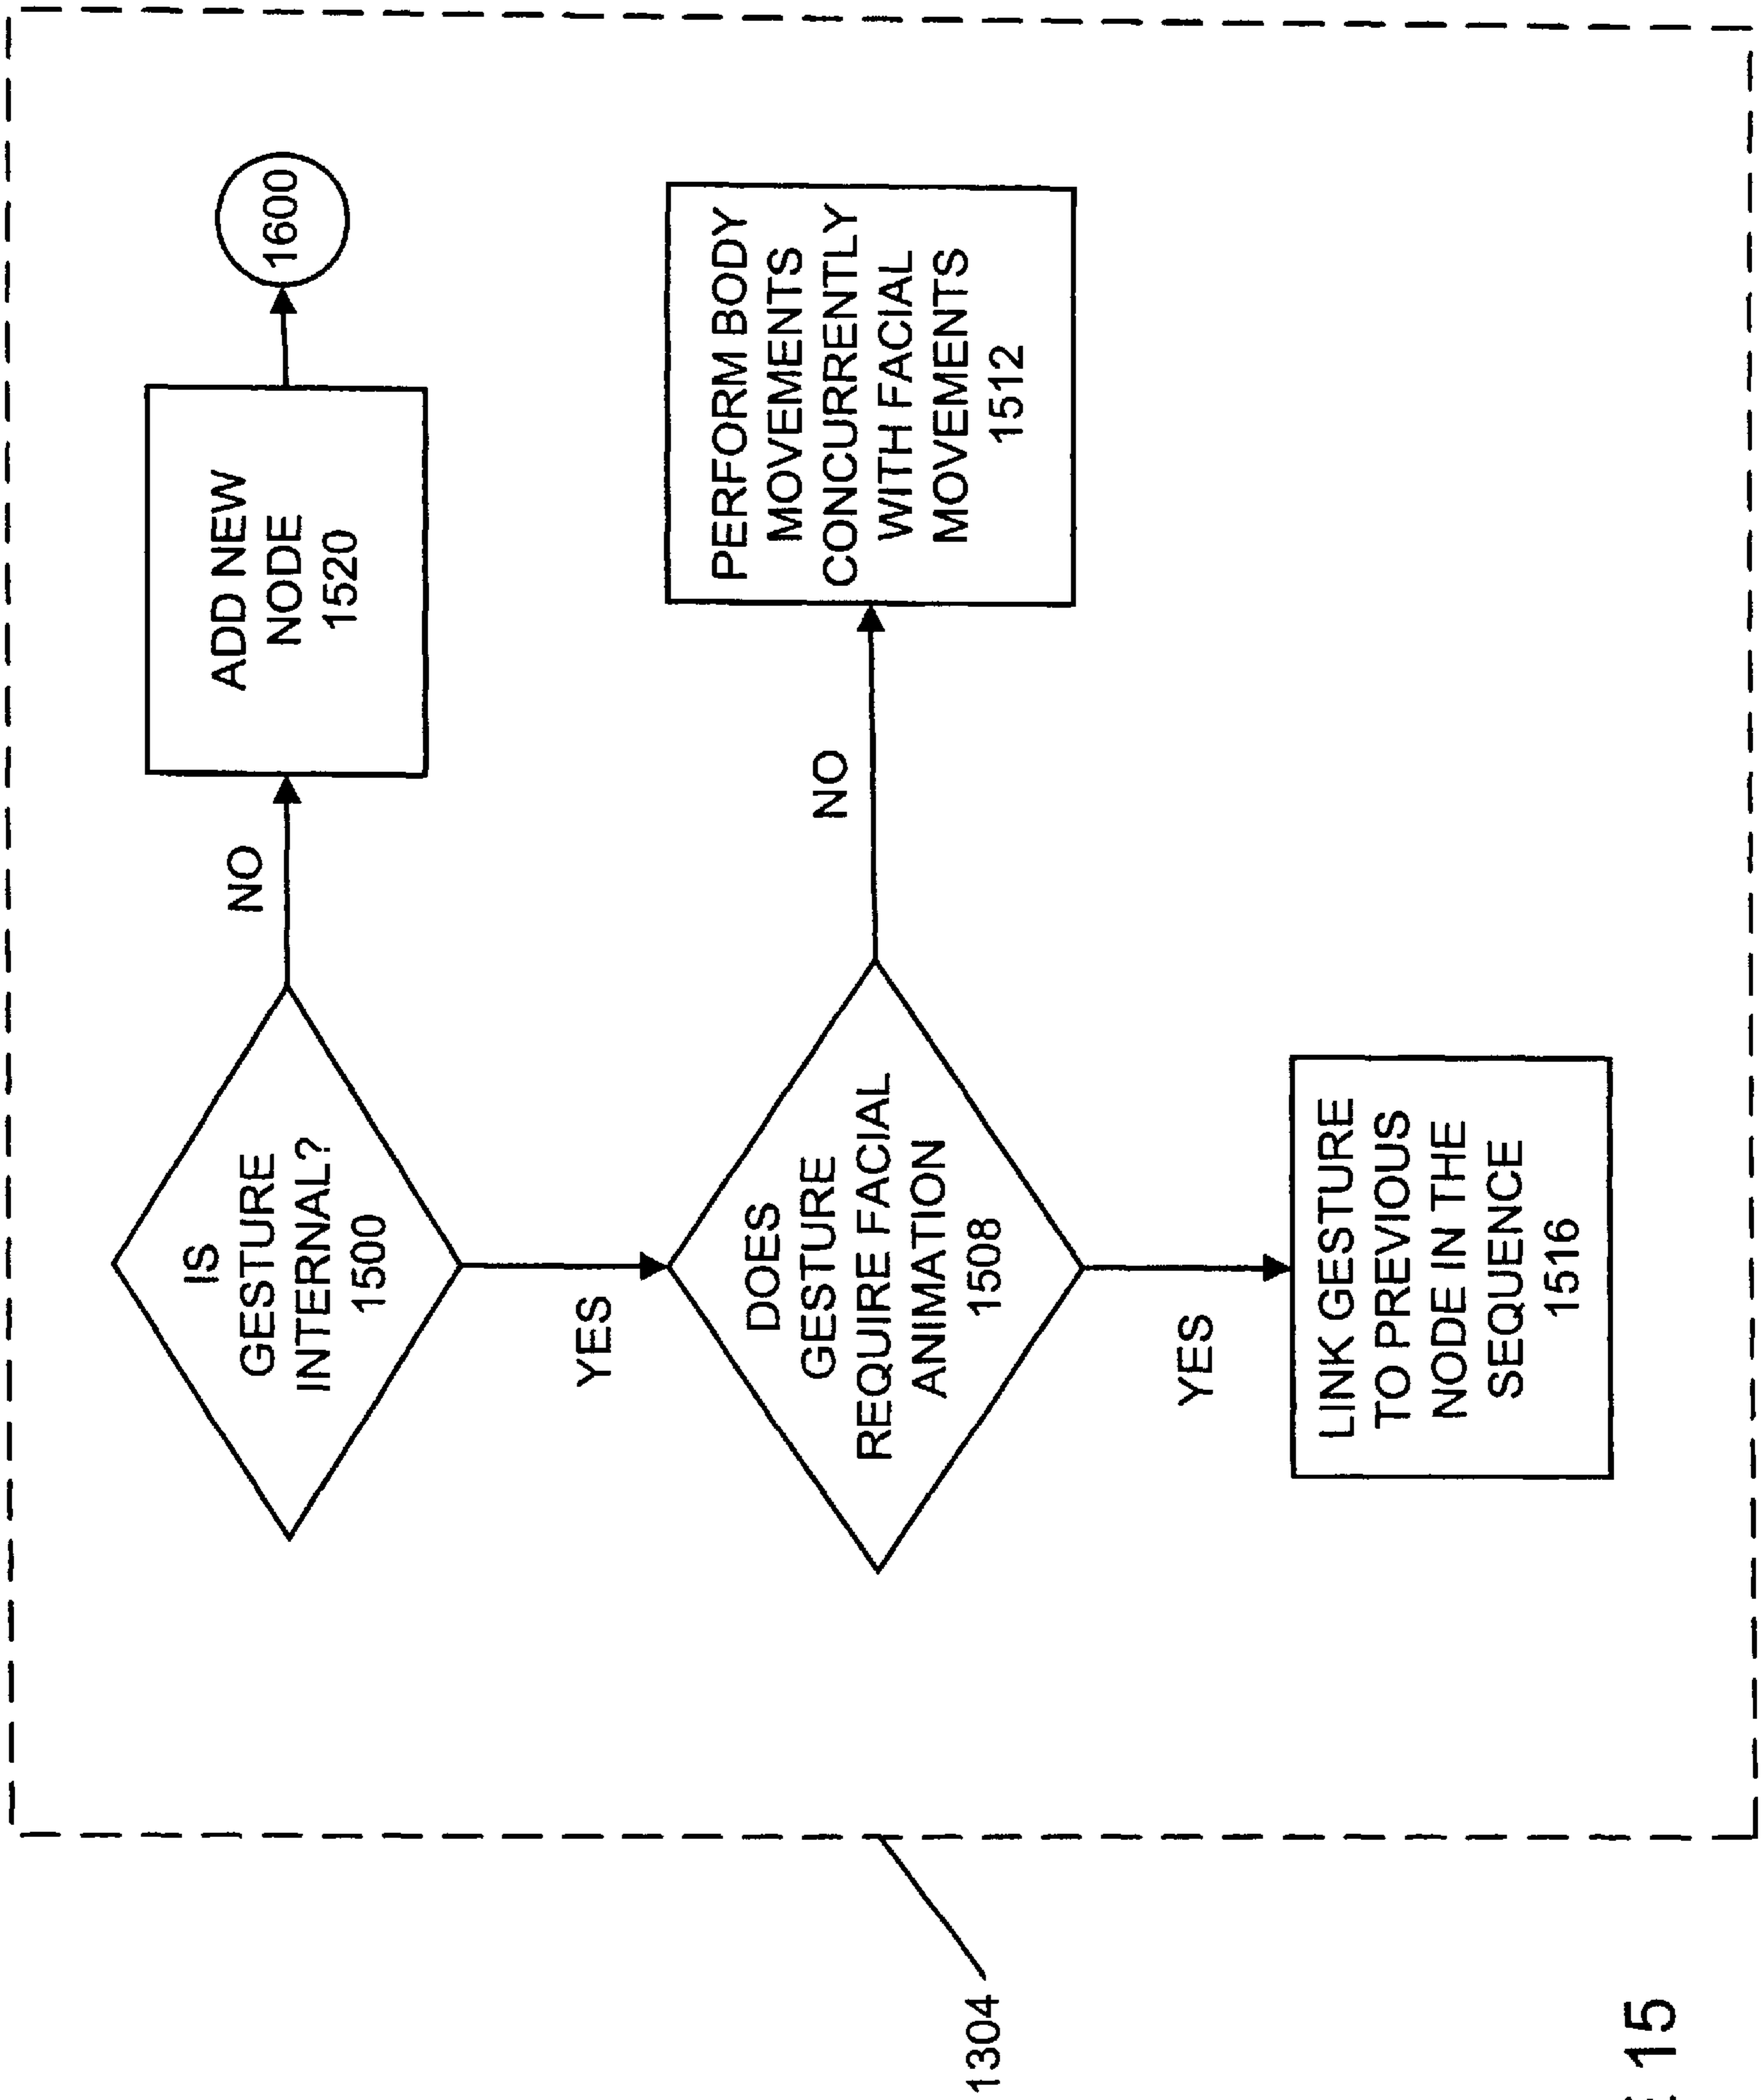 IS
GESTURE
INTERNAL?
1500
NO
ADD NEW
NODE
1520
1600
YES
DOES
GESTURE
REQUIRE FACIAL
ANIMATION
1508
NO
PERFORM BODY
MOVEMENTS
CONCURRENTLY
WITH FACIAL
MOVEMENTS
1512
YES
LINK GESTURE
TO PREVIOUS
NODE IN THE
SEQUENCE
1516
1304
15